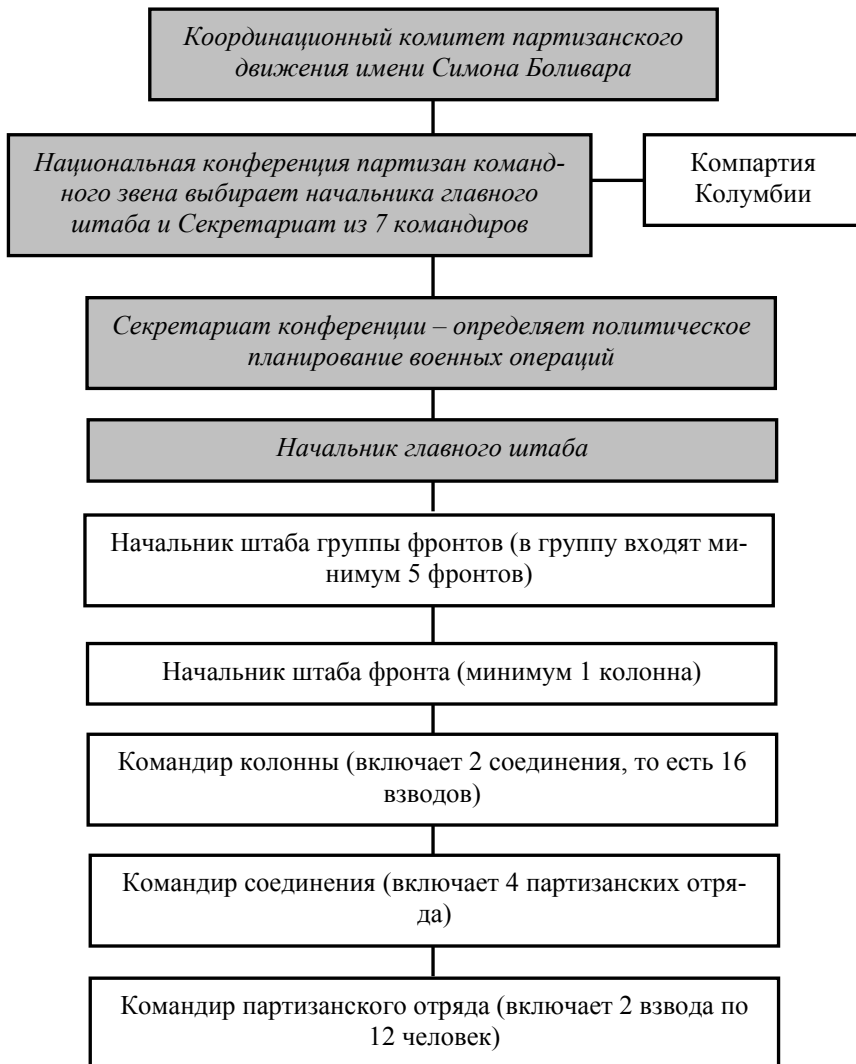 Координационный комитет партизанского
движения имени Симона Боливара
Национальная конференция партизан команд-
ного звена выбирает начальника главного
штаба и Секретариат из 7 командиров
Компартия
Колумбии
Секретариат конференции – определяет политическое
планирование военных операций
Начальник главного штаба
Начальник штаба группы фронтов (в группу входят ми-
нимум 5 фронтов)
Начальник штаба фронта (минимум 1 колонна)
Командир колонны (включает 2 соединения, то есть 16
взводов)
Командир соединения (включает 4 партизанских отря-
да)
Командир партизанского отряда (включает 2 взвода по
12 человек)